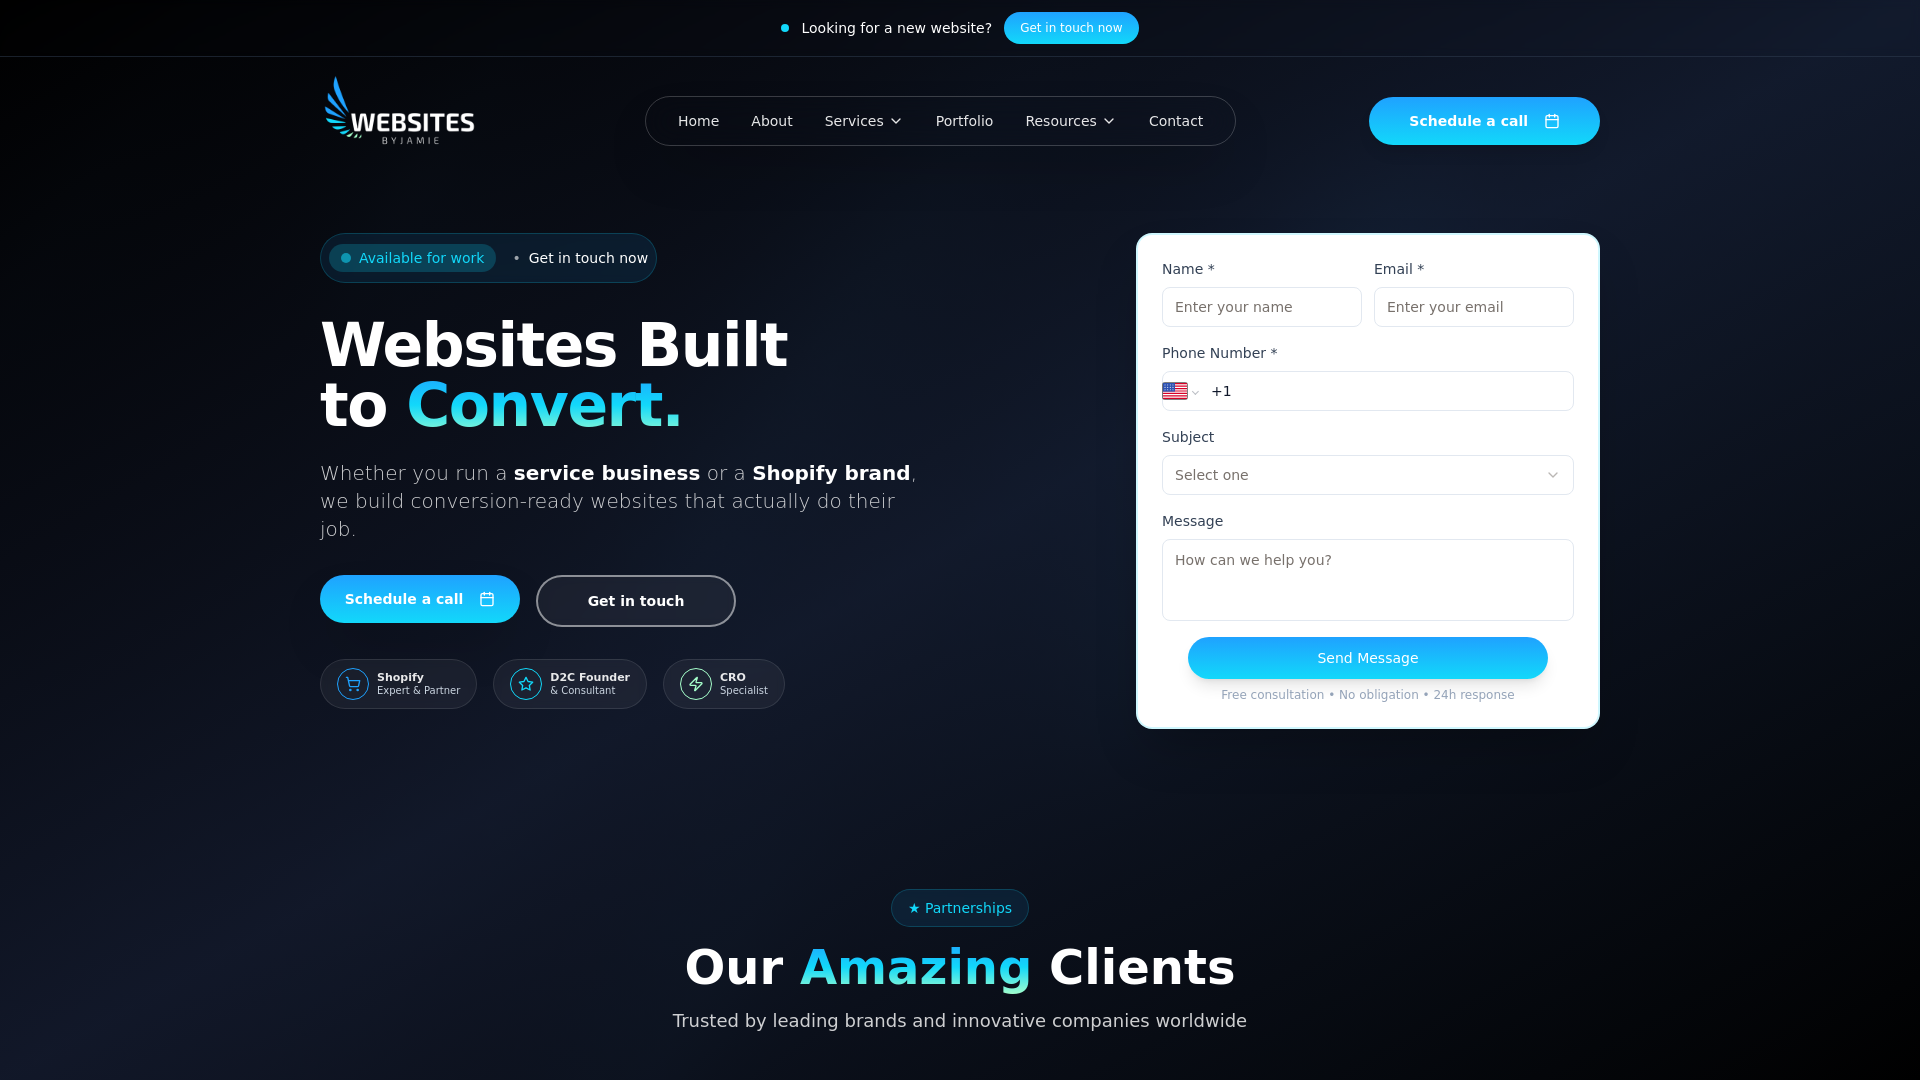 Looking for a new website?
Get in touch now
WEBSITES
BYJAMIE
Home
About
Services
Portfolio
Resources
Contact
Schedule a call
Available for work
• Get in touch now
Websites Built
to Convert.
Whether you run a service business or a Shopify brand,
we build conversion-ready websites that actually do their
job.
Schedule a call
Get in touch
Shopify
Expert & Partner
D2C Founder
& Consultant
CRO
Specialist
Name *
Email *
Enter your name
Enter your email
Phone Number *
+1
Subject
Select one
Message
How can we help you?
Send Message
Free consultation • No obligation • 24h response
★ Partnerships
Our Amazing Clients
Trusted by leading brands and innovative companies worldwide